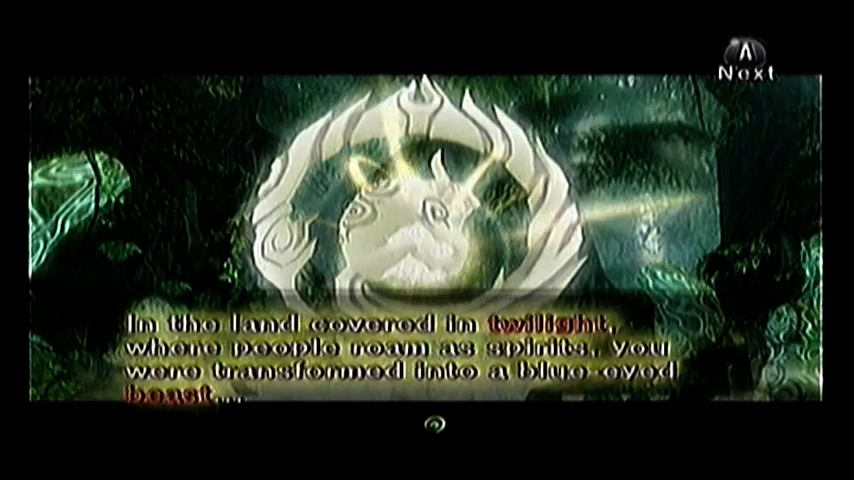 A
Next
In the land covered in twilight,
where people roam as spirits, you
were transformed into a blue-eyed
beast...